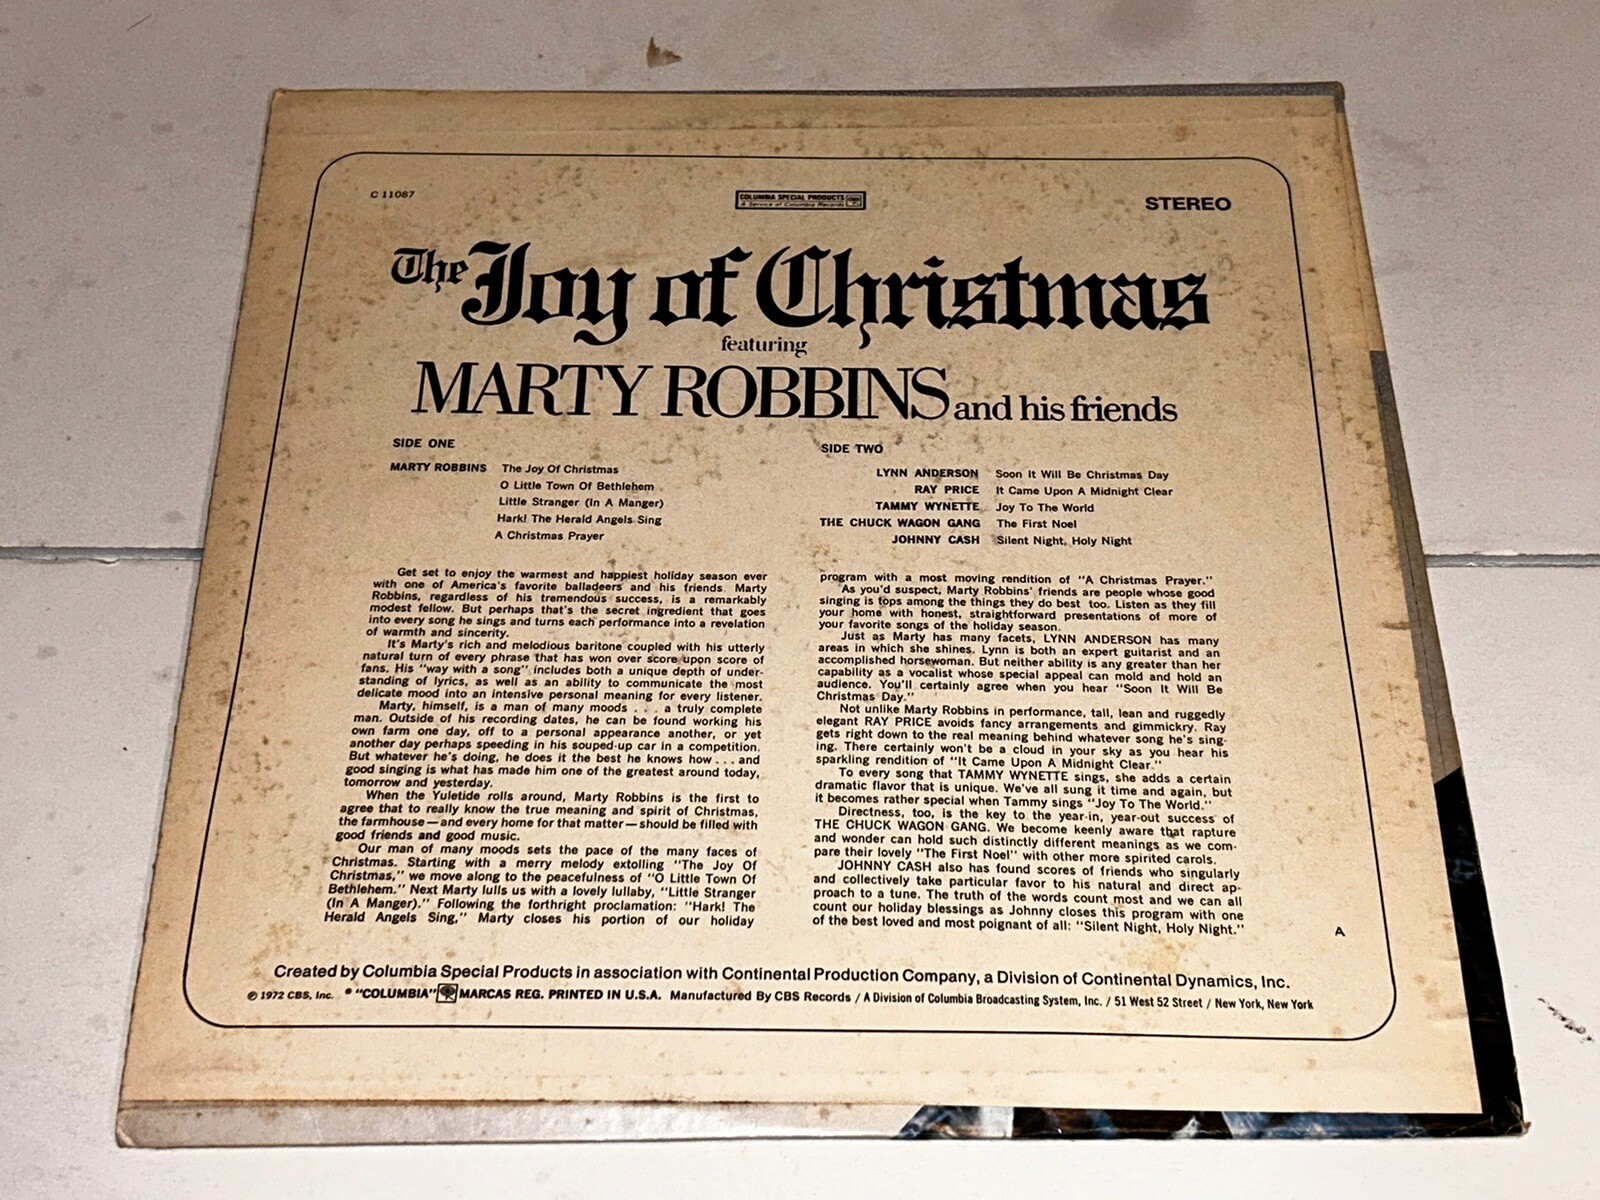 C 11087
COLUMBIA SPECIAL PRODUCTS
A Service of Columbia Records
STEREO
The Joy of Christmas
featuring
MARTY ROBBINS and his friends
SIDE ONE
MARTY ROBBINS The Joy Of Christmas
O Little Town Of Bethlehem
Little Stranger (In A Manger)
Hark! The Herald Angels Sing
A Christmas Prayer
SIDE TWO
LYNN ANDERSON Soon It Will Be Christmas Day
RAY PRICE It Came Upon A Midnight Clear
TAMMY WYNETTE Joy To The World
THE CHUCK WAGON GANG The First Noel
JOHNNY CASH Silent Night, Holy Night
Get set to enjoy the warmest and happiest holiday season ever
with one of America's favorite balladeers and his friends. Marty
Robbins, regardless of his tremendous success, is a remarkably
modest fellow. But perhaps that's the secret ingredient that goes
into every song he sings and turns each performance into a revelation
of warmth and sincerity.
It's Marty's rich and melodious baritone coupled with his utterly
natural turn of every phrase that has won over score upon score of
fans. His "way with a song" includes both a unique depth of under-
standing of lyrics, as well as an ability to communicate the most
delicate mood into an intensive personal meaning for every listener.
Marty, himself, is a man of many moods . . . a truly complete
man. Outside of his recording dates, he can be found working his
own farm one day, off to a personal appearance another, or yet
another day perhaps speeding in his souped-up car in a competition.
But whatever he's doing, he does it the best he knows how . . . and
good singing is what has made him one of the greatest around today,
tomorrow and yesterday.
When the Yuletide rolls around, Marty Robbins is the first to
agree that to really know the true meaning and spirit of Christmas,
the farmhouse — and every home for that matter — should be filled with
good friends and good music.
Our man of many moods sets the pace of the many faces of
Christmas. Starting with a merry melody extolling "The Joy Of
Christmas," we move along to the peacefulness of "O Little Town Of
Bethlehem." Next Marty lulls us with a lovely lullaby, "Little Stranger
(In A Manger)." Following the forthright proclamation: "Hark! The
Herald Angels Sing," Marty closes his portion of our holiday
program with a most moving rendition of "A Christmas Prayer."
As you'd suspect, Marty Robbins' friends are people whose good
singing is tops among the things they do best too. Listen as they fill
your home with honest, straightforward presentations of more of
your favorite songs of the holiday season.
Just as Marty has many facets, LYNN ANDERSON has many
areas in which she shines. Lynn is both an expert guitarist and an
accomplished horsewoman. But neither ability is any greater than her
capability as a vocalist whose special appeal can mold and hold an
audience. You'll certainly agree when you hear "Soon It Will Be
Christmas Day."
Not unlike Marty Robbins in performance, tall, lean and ruggedly
elegant RAY PRICE avoids fancy arrangements and gimmickry. Ray
gets right down to the real meaning behind whatever song he's sing-
ing. There certainly won't be a cloud in your sky as you hear his
sparkling rendition of "It Came Upon A Midnight Clear."
To every song that TAMMY WYNETTE sings, she adds a certain
dramatic flavor that is unique. We've all sung it time and again, but
it becomes rather special when Tammy sings "Joy To The World."
Directness, too, is the key to the year-in, year-out success of
THE CHUCK WAGON GANG. We become keenly aware that rapture
and wonder can hold such distinctly different meanings as we com-
pare their lovely "The First Noel" with other more spirited carols.
JOHNNY CASH also has found scores of friends who singularly
and collectively take particular favor to his natural and direct ap-
proach to a tune. The truth of the words count most and we can all
count our holiday blessings as Johnny closes this program with one
of the best loved and most poignant of all: "Silent Night, Holy Night."
A
Created by Columbia Special Products in association with Continental Production Company, a Division of Continental Dynamics, Inc.
℗ 1972 CBS, Inc. ® "COLUMBIA" MARCAS REG. PRINTED IN U.S.A. Manufactured By CBS Records / A Division of Columbia Broadcasting System, Inc. / 51 West 52 Street / New York, New York